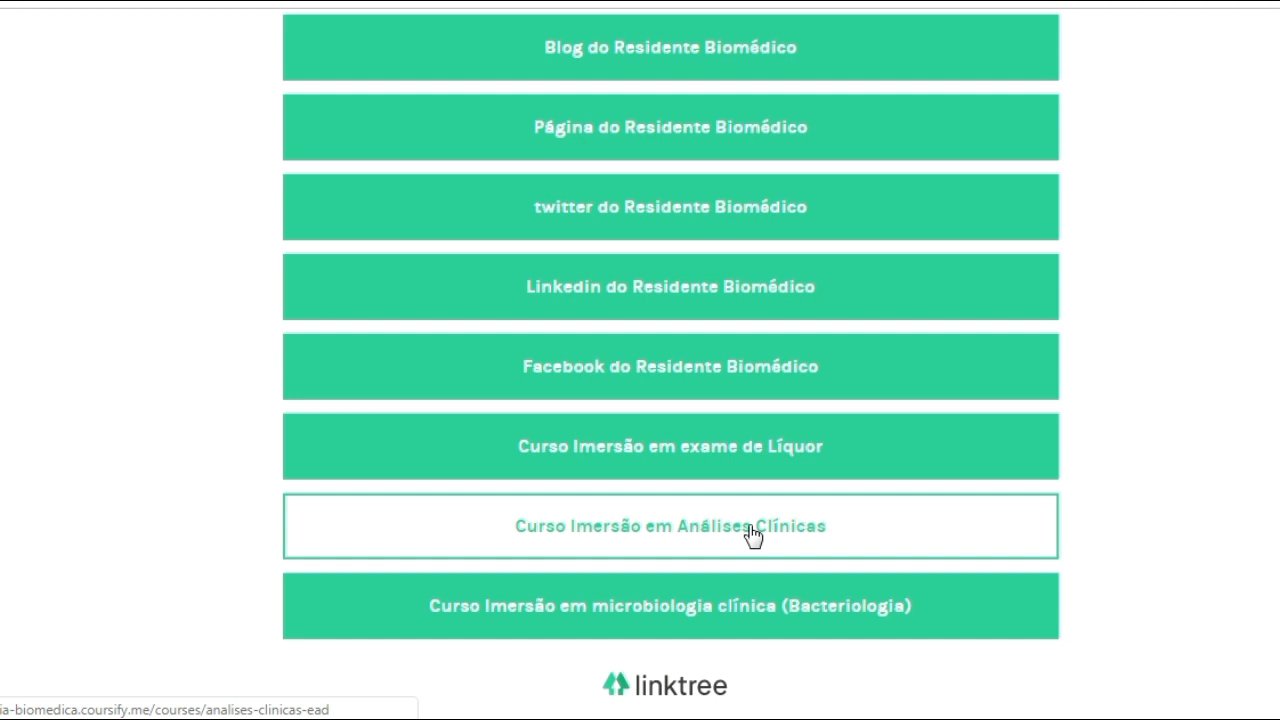 Blog do Residente Biomédico
Página do Residente Biomédico
twitter do Residente Biomédico
Linkedin do Residente Biomédico
Facebook do Residente Biomédico
Curso Imersão em exame de Líquor
Curso Imersão em Análises Clínicas
Curso Imersão em microbiologia clínica (Bacteriologia)
linktree
ia-biomedica.coursify.me/courses/analises-clinicas-ead